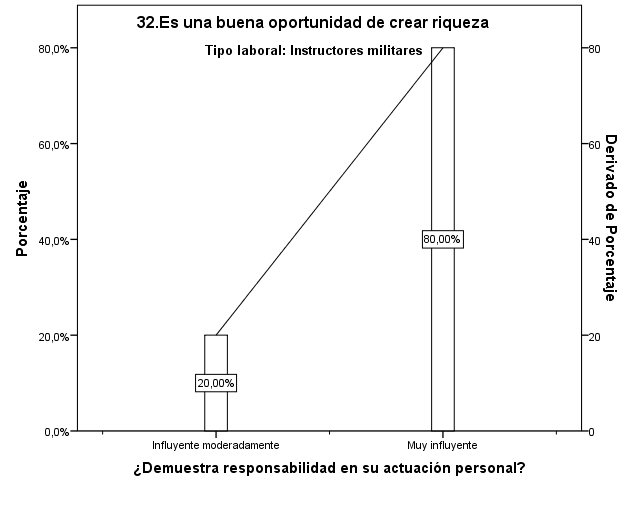 32.Es una buena oportunidad de crear riqueza
Tipo laboral: Instructores militares
80,0%
60,0%
40,0%
20,0%
0,0%
Porcentaje
80
60
40
20
0
Derivado de Porcentaje
20,00%
80,00%
Influyente moderadamente
Muy influyente
¿Demuestra responsabilidad en su actuación personal?